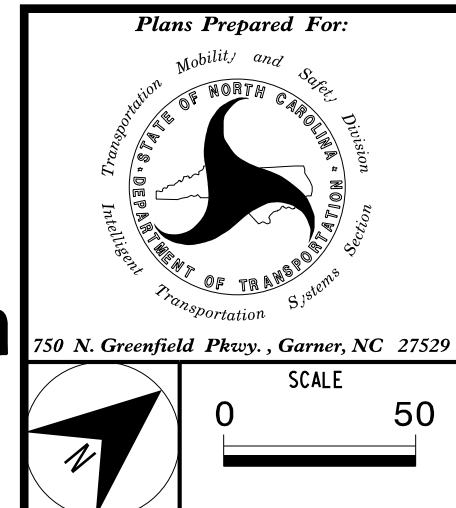 Plans Prepared For:
Transportation Mobility and Safety Division
STATE OF NORTH CAROLINA
DEPARTMENT OF TRANSPORTATION
Intelligent Transportation Systems Section
750 N. Greenfield Pkwy. , Garner, NC 27529
SCALE
0 50
N